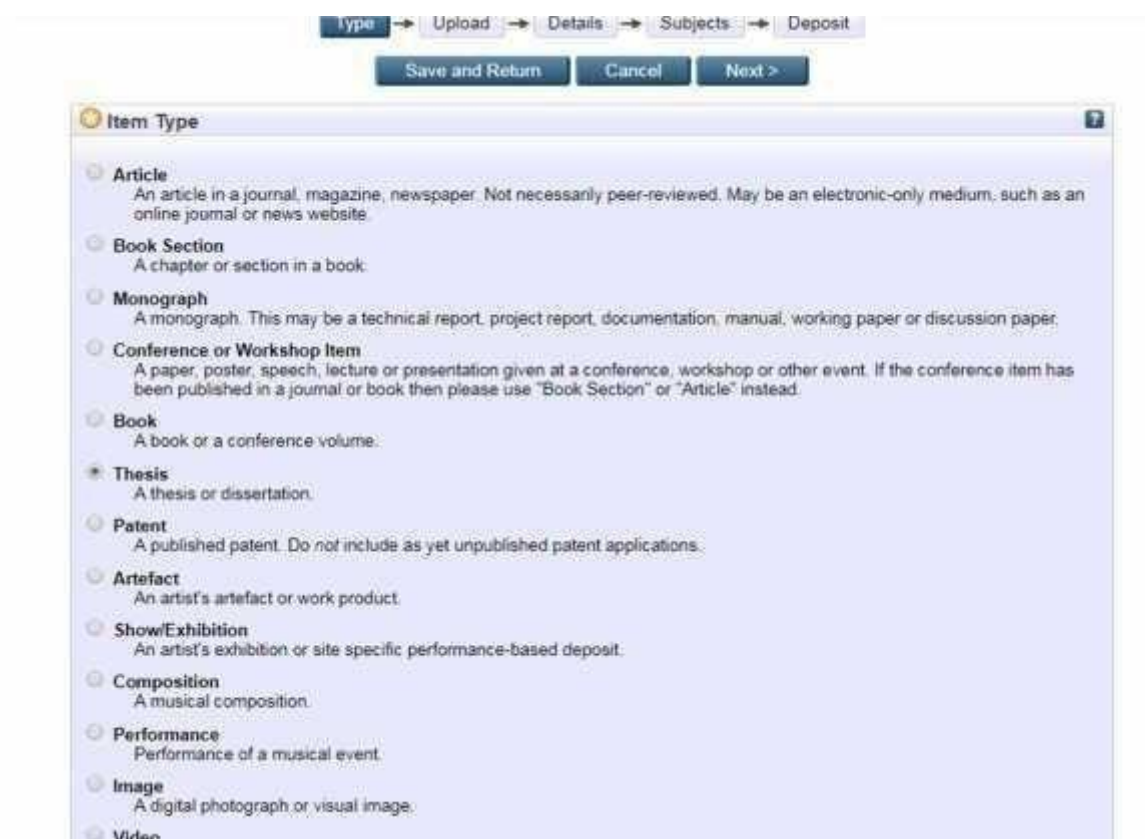 Type → Upload → Details → Subjects → Deposit
Save and Return Cancel Next >
Item Type ?
Article
An article in a journal, magazine, newspaper. Not necessarily peer-reviewed. May be an electronic-only medium, such as an
online journal or news website.
Book Section
A chapter or section in a book.
Monograph
A monograph. This may be a technical report, project report, documentation, manual, working paper or discussion paper.
Conference or Workshop Item
A paper, poster, speech, lecture or presentation given at a conference, workshop or other event. If the conference item has
been published in a journal or book then please use "Book Section" or "Article" instead.
Book
A book or a conference volume.
Thesis
A thesis or dissertation.
Patent
A published patent. Do not include as yet unpublished patent applications.
Artefact
An artist's artefact or work product.
Show/Exhibition
An artist's exhibition or site specific performance-based deposit.
Composition
A musical composition.
Performance
Performance of a musical event.
Image
A digital photograph or visual image.
Video